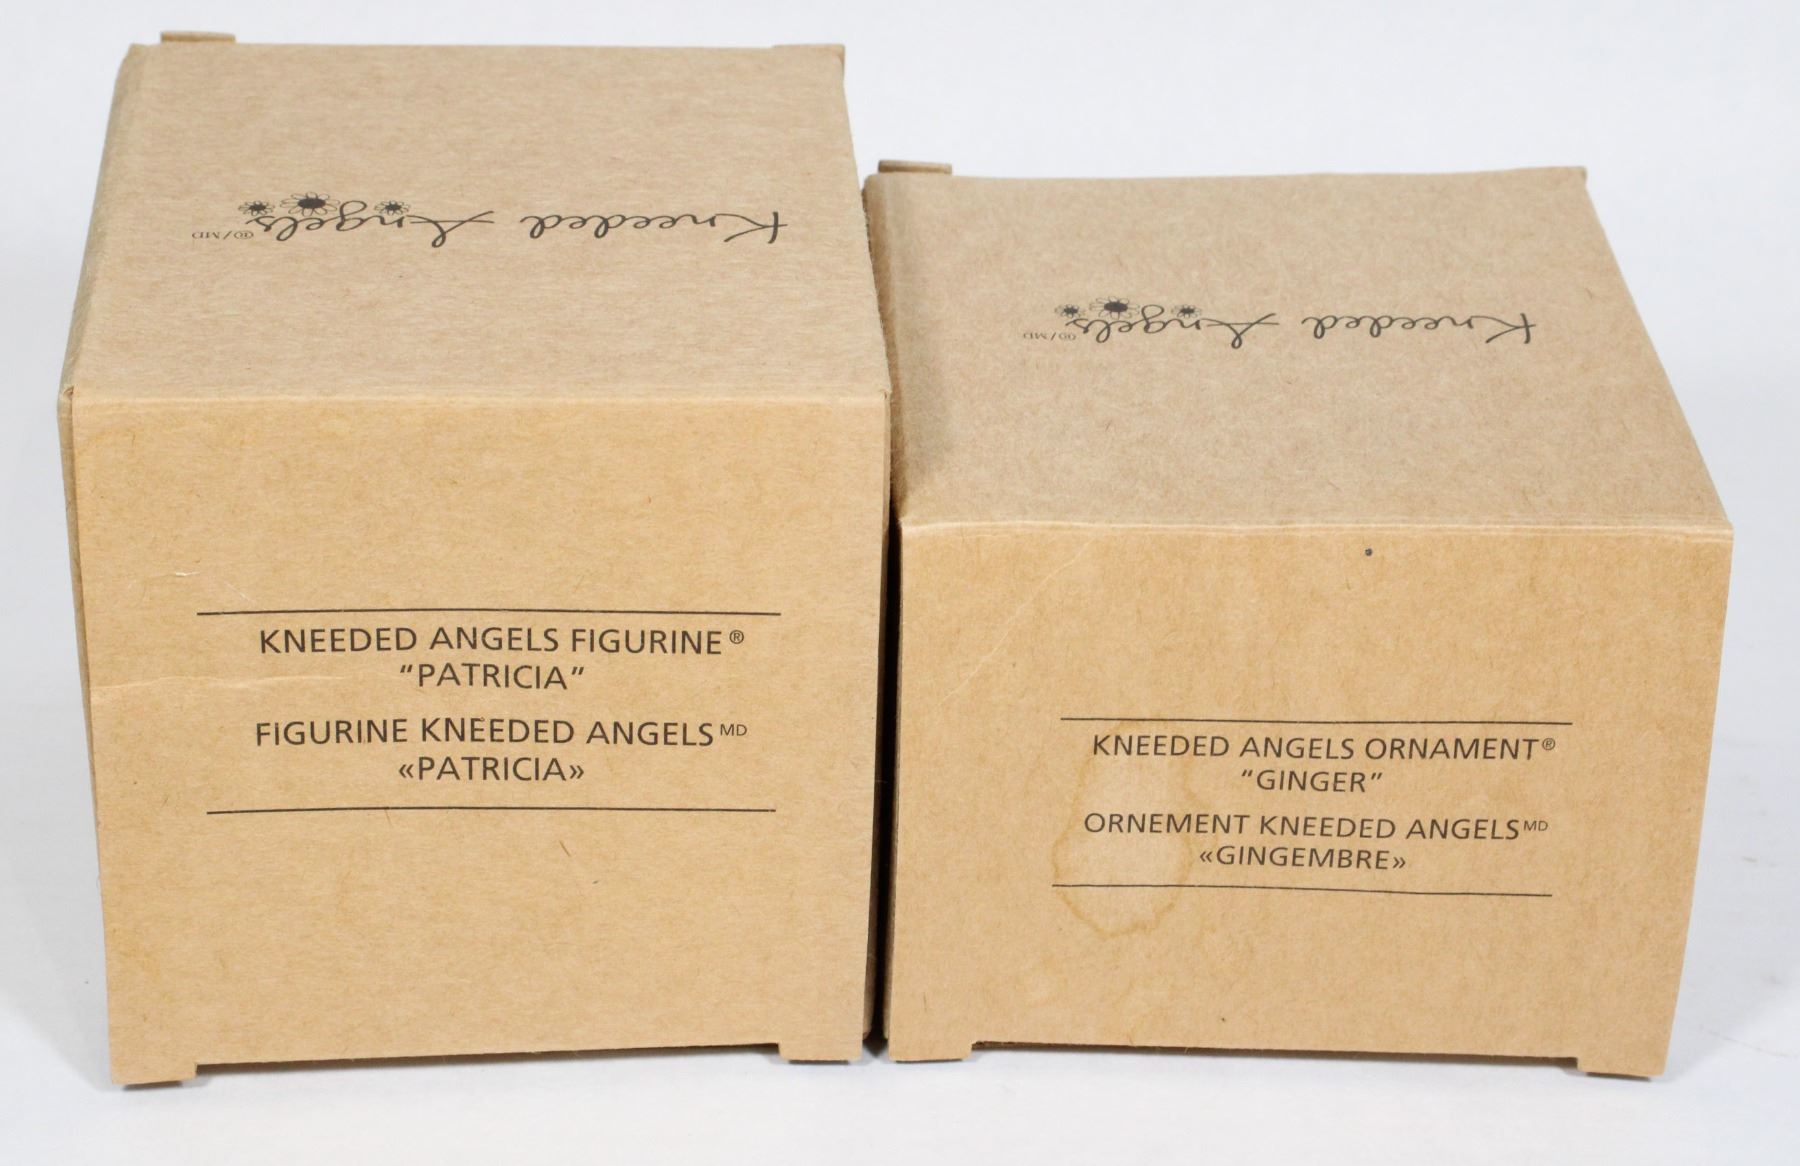 Kneeded Angels ®/MD
KNEEDED ANGELS FIGURINE®
"PATRICIA"
FIGURINE KNEEDED ANGELS MD
«PATRICIA»
Kneeded Angels ®/MD
KNEEDED ANGELS ORNAMENT®
"GINGER"
ORNEMENT KNEEDED ANGELS MD
«GINGEMBRE»